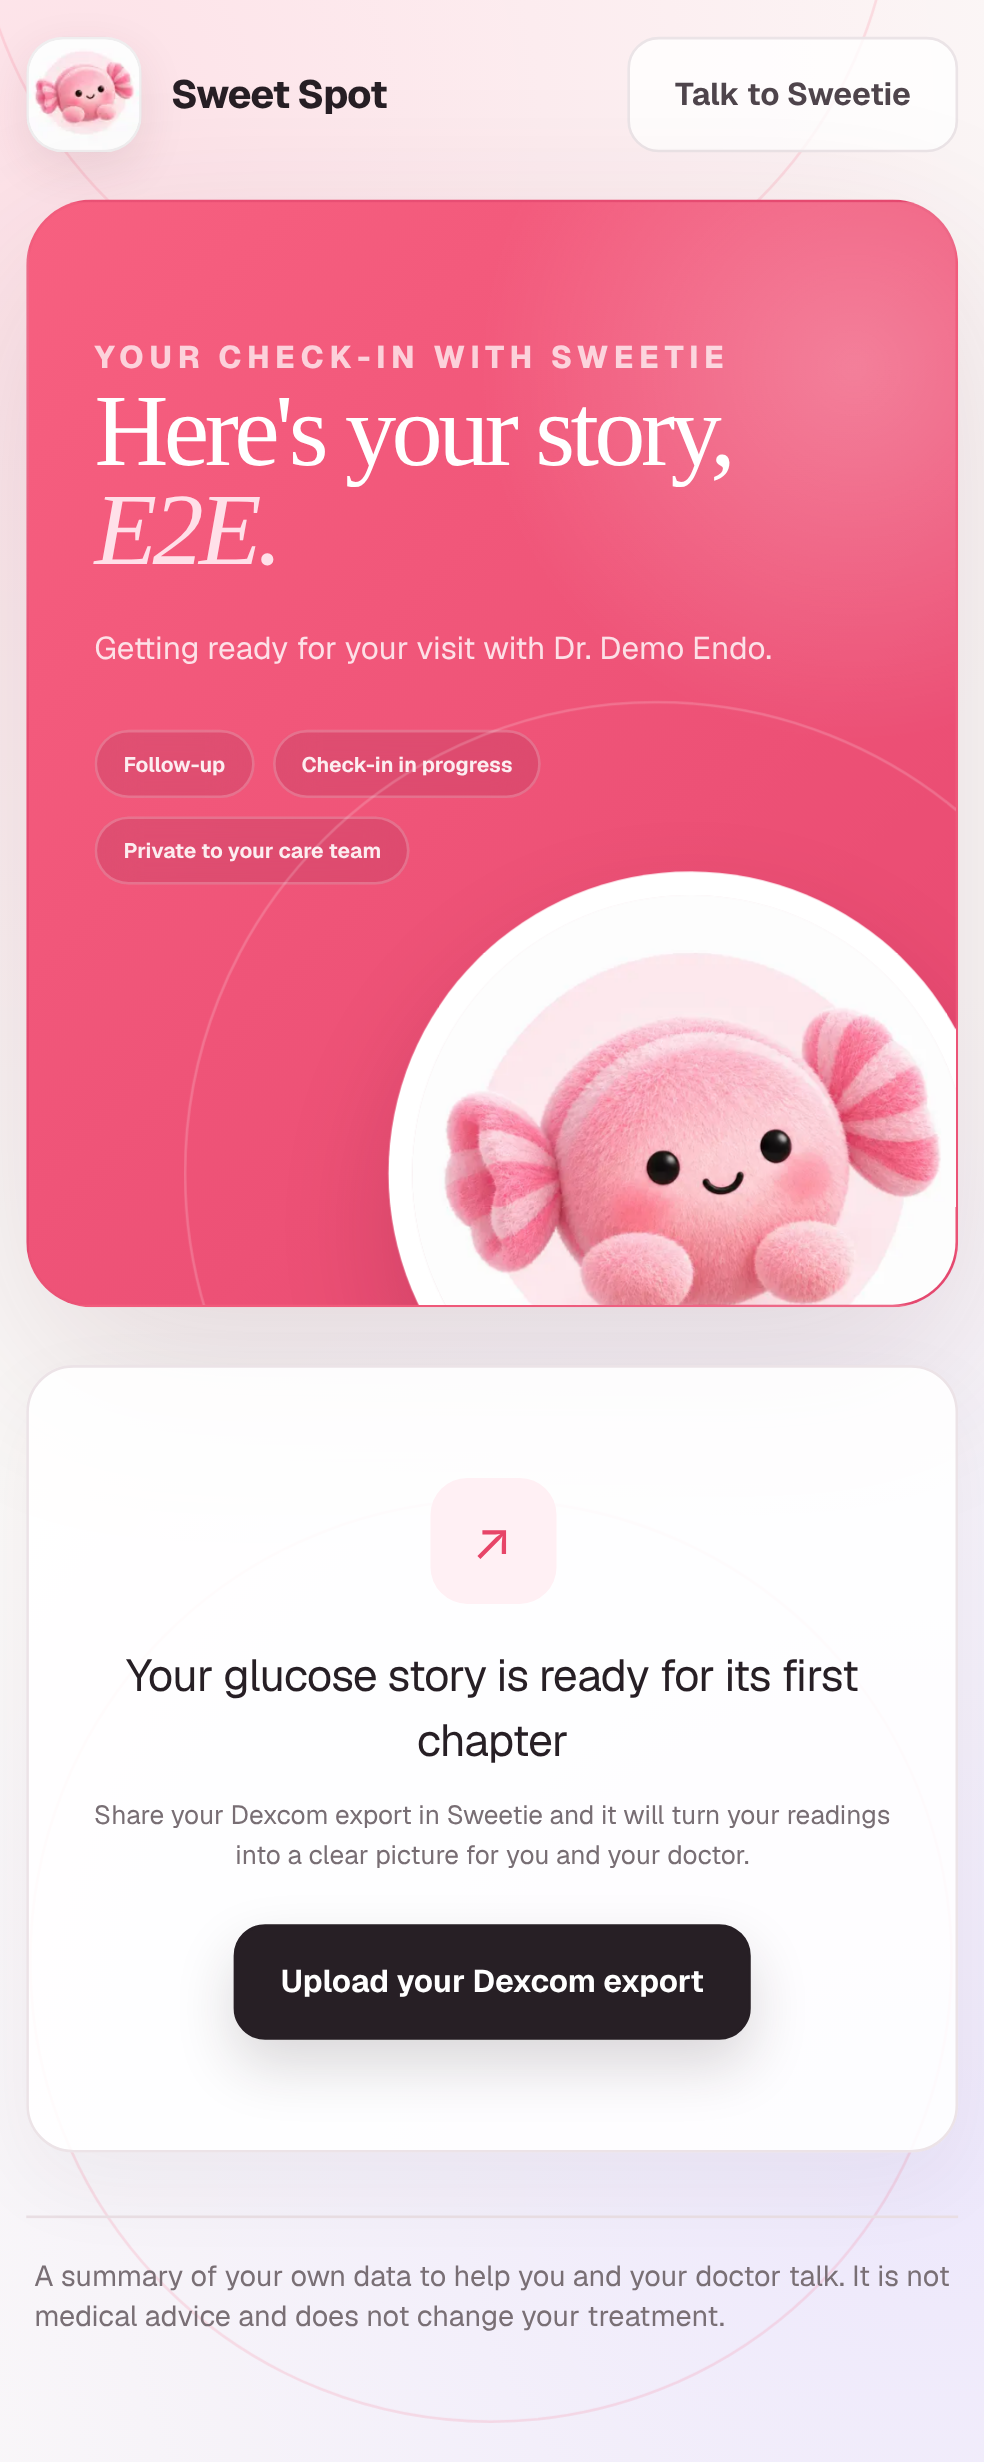 Sweet Spot
Talk to Sweetie
YOUR CHECK-IN WITH SWEETIE
Here's your story,
E2E.
Getting ready for your visit with Dr. Demo Endo.
Follow-up
Check-in in progress
Private to your care team
Your glucose story is ready for its first
chapter
Share your Dexcom export in Sweetie and it will turn your readings
into a clear picture for you and your doctor.
Upload your Dexcom export
A summary of your own data to help you and your doctor talk. It is not
medical advice and does not change your treatment.